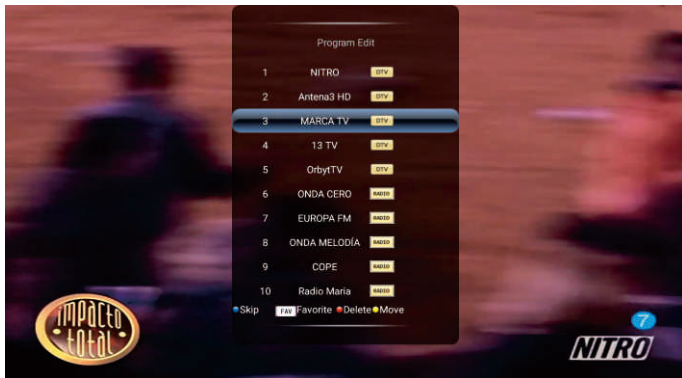 Program Edit
1 NITRO DTV
2 Antena3 HD DTV
3 MARCA TV DTV
4 13 TV DTV
5 OrbytTV DTV
6 ONDA CERO RADIO
7 EUROPA FM RADIO
8 ONDA MELODÍA RADIO
9 COPE RADIO
10 Radio Maria RADIO
Skip FAV Favorite Delete Move
impacto
total
7
NITRO